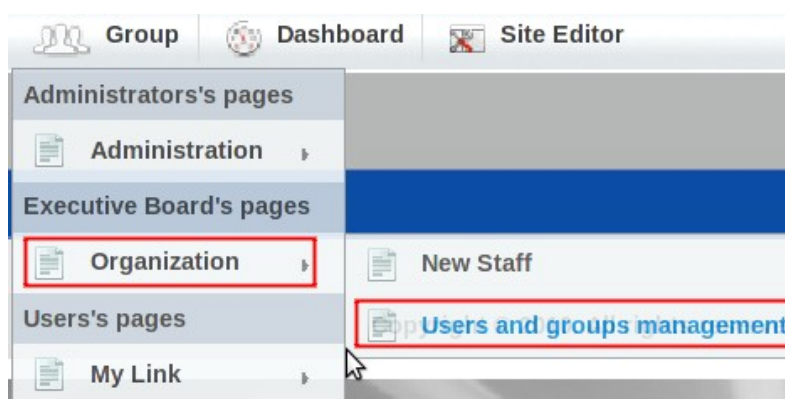 Group Dashboard Site Editor
Administrators's pages
Administration
Executive Board's pages
Organization
New Staff
Users's pages
Users and groups management
My Link